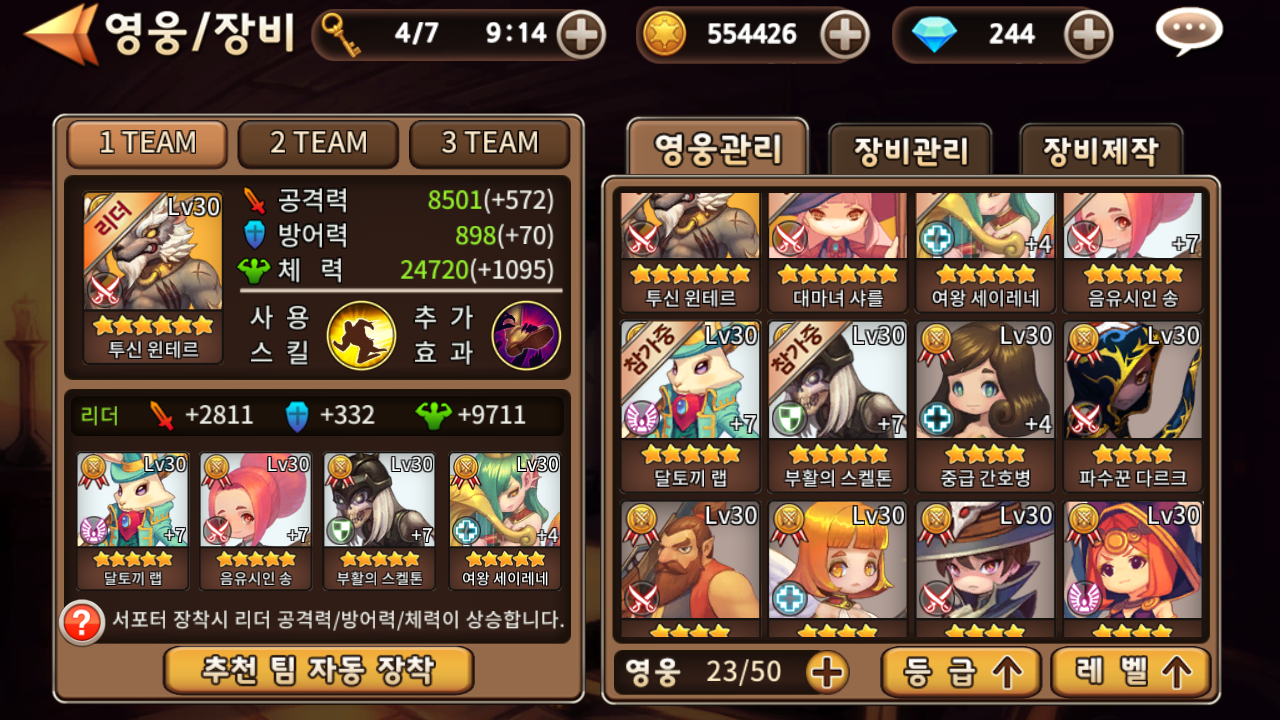 영웅/장비 4/7 9:14 554426 244
1 TEAM 2 TEAM 3 TEAM
리더 Lv30
투신 윈테르
공격력 8501(+572)
방어력 898(+70)
체 력 24720(+1095)
사 용 스 킬
추 가 효 과
리더 +2811 +332 +9711
Lv30 +7 달토끼 랩
Lv30 +7 음유시인 송
Lv30 +7 부활의 스켈톤
Lv30 +4 여왕 세이레네
? 서포터 장착시 리더 공격력/방어력/체력이 상승합니다.
추천 팀 자동 장착
영웅관리 장비관리 장비제작
투신 윈테르
대마녀 샤를
+4 여왕 세이레네
+7 음유시인 송
참가중 Lv30 +7 달토끼 랩
참가중 Lv30 +7 부활의 스켈톤
Lv30 +4 중급 간호병
Lv30 파수꾼 다르크
Lv30 Lv30 Lv30 Lv30
영웅 23/50
등 급 ↑
레 벨 ↑